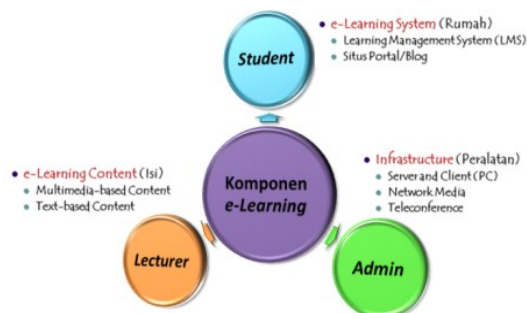 Student
• e-Learning System (Rumah)
• Learning Management System (LMS)
• Situs Portal/Blog
• e-Learning Content (Isi)
• Multimedia-based Content
• Text-based Content
Komponen
e-Learning
• Infrastructure (Peralatan)
• Server and Client (PC)
• Network Media
• Teleconference
Lecturer
Admin